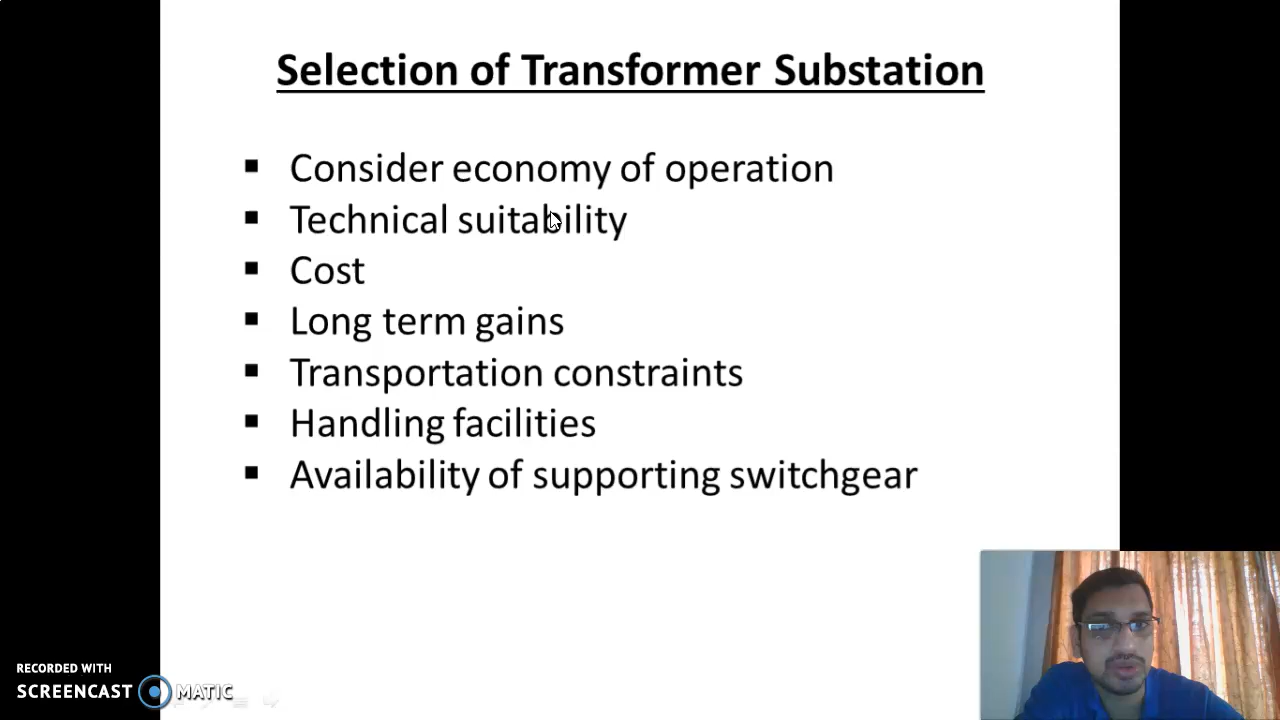 Selection of Transformer Substation
▪ Consider economy of operation
▪ Technical suitability
▪ Cost
▪ Long term gains
▪ Transportation constraints
▪ Handling facilities
▪ Availability of supporting switchgear
RECORDED WITH
SCREENCAST MATIC